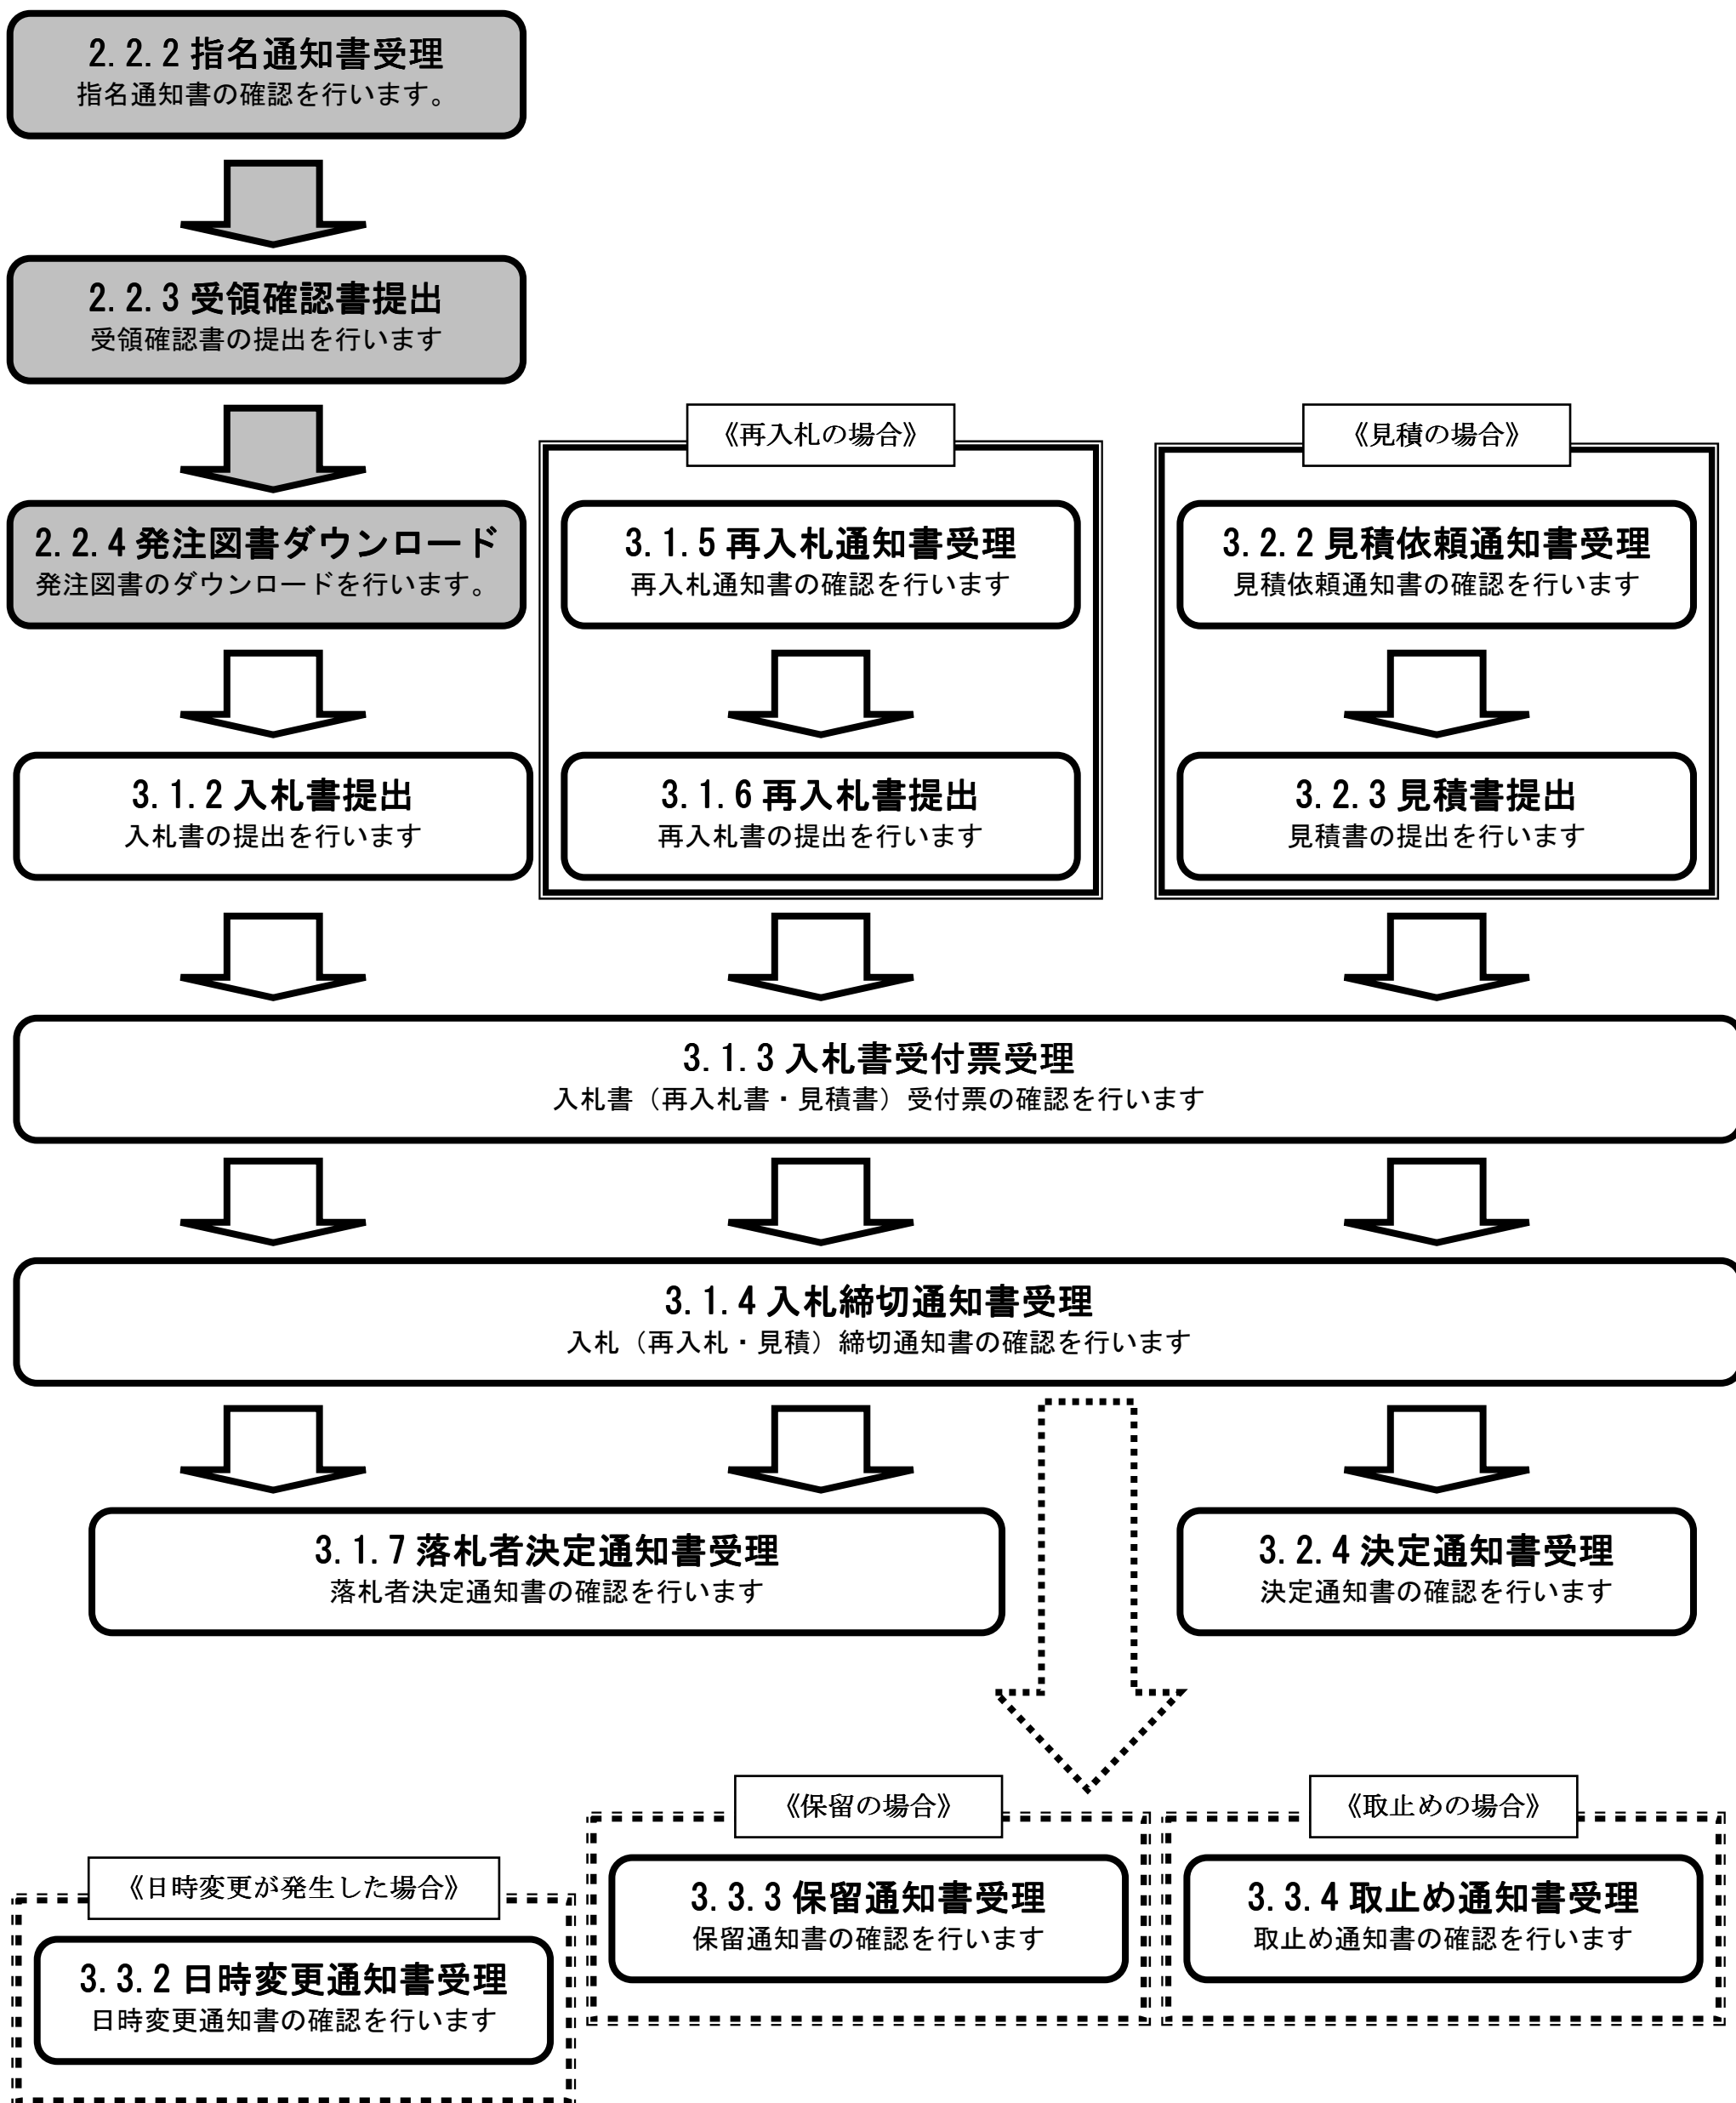 2.2.2 指名通知書受理
指名通知書の確認を行います。
2.2.3 受領確認書提出
受領確認書の提出を行います
2.2.4 発注図書ダウンロード
発注図書のダウンロードを行います。
3.1.2 入札書提出
入札書の提出を行います
《再入札の場合》
3.1.5 再入札通知書受理
再入札通知書の確認を行います
3.1.6 再入札書提出
再入札書の提出を行います
《見積の場合》
3.2.2 見積依頼通知書受理
見積依頼通知書の確認を行います
3.2.3 見積書提出
見積書の提出を行います
3.1.3 入札書受付票受理
入札書（再入札書・見積書）受付票の確認を行います
3.1.4 入札締切通知書受理
入札（再入札・見積）締切通知書の確認を行います
3.1.7 落札者決定通知書受理
落札者決定通知書の確認を行います
3.2.4 決定通知書受理
決定通知書の確認を行います
《日時変更が発生した場合》
3.3.2 日時変更通知書受理
日時変更通知書の確認を行います
《保留の場合》
3.3.3 保留通知書受理
保留通知書の確認を行います
《取止めの場合》
3.3.4 取止め通知書受理
取止め通知書の確認を行います